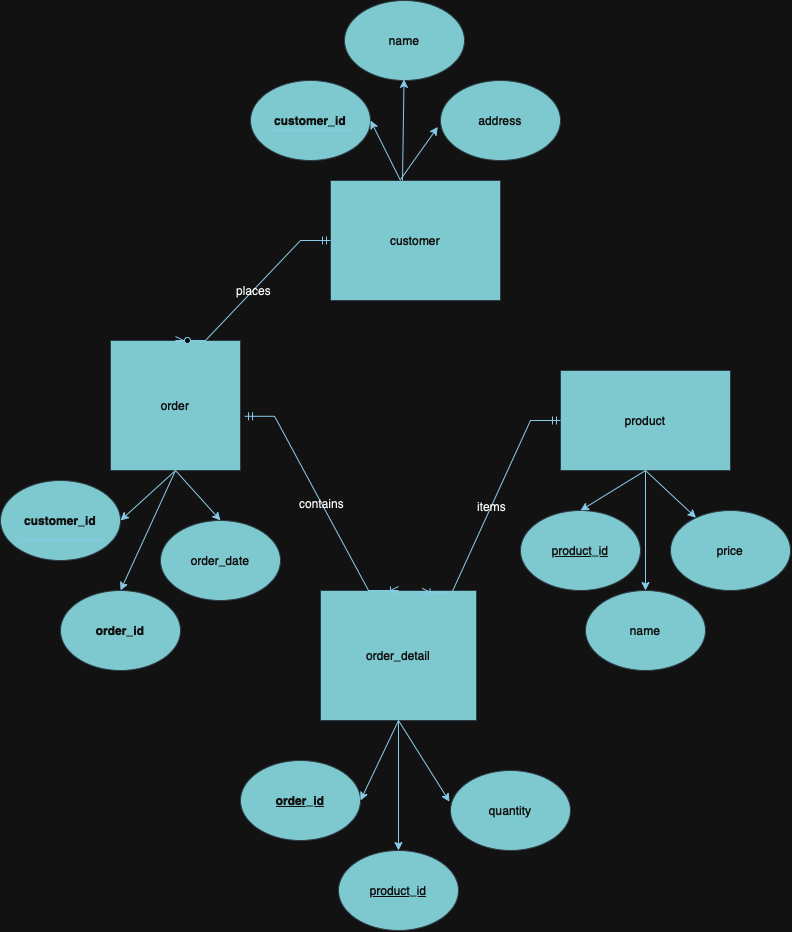 name
customer_id
address
customer
places
order
product
customer_id
order_date
order_id
contains
items
product_id
price
name
order_detail
order_id
quantity
product_id